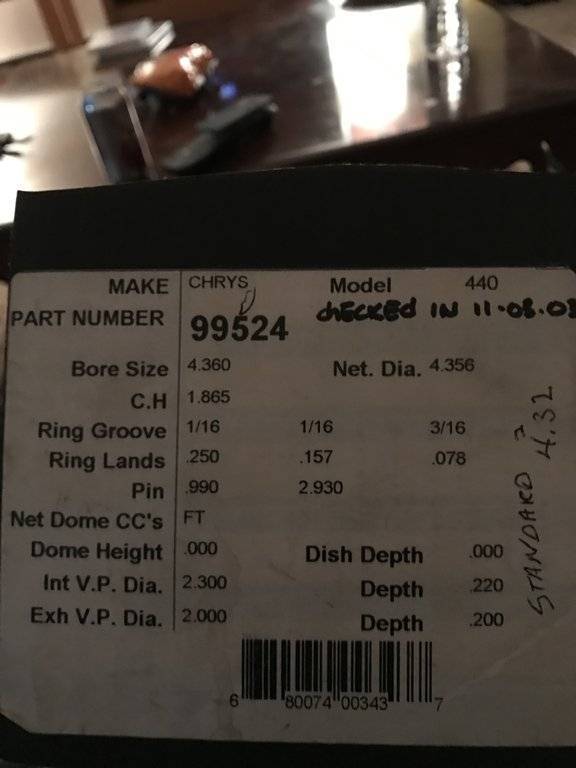 MAKE CHRYS Model 440
CHECKED IN 11-08-08
PART NUMBER 99524
Bore Size 4.360 Net. Dia. 4.356
C.H 1.865
Ring Groove 1/16 1/16 3/16
Ring Lands .250 .157 .078
Pin .990 2.930
Net Dome CC's FT
Dome Height .000 Dish Depth .000
Int V.P. Dia. 2.300 Depth .220
Exh V.P. Dia. 2.000 Depth .200
STANDARD ? 4.32
6 80074 00343 7